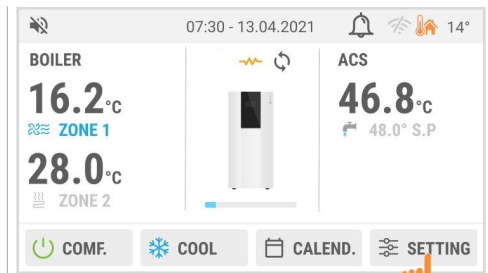 07:30 - 13.04.2021
14°
BOILER
16.2°C
ZONE 1
28.0°C
ZONE 2
ACS
46.8°C
48.0° S.P
COMF.
COOL
CALEND.
SETTING